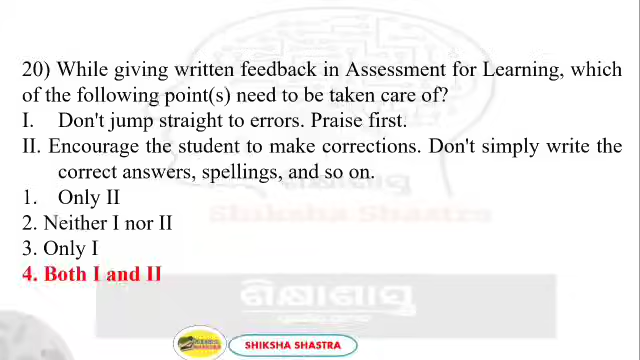 20) While giving written feedback in Assessment for Learning, which
of the following point(s) need to be taken care of?
I. Don't jump straight to errors. Praise first.
II. Encourage the student to make corrections. Don't simply write the
correct answers, spellings, and so on.
ଶାସ୍ତ୍ର
1. Only II
Shiksha Shastra
2. Neither I nor II
3. Only I
4. Both I and II
ଶିକ୍ଷାଶାସ୍ତ୍ର
SHIKSHA SHASTRA